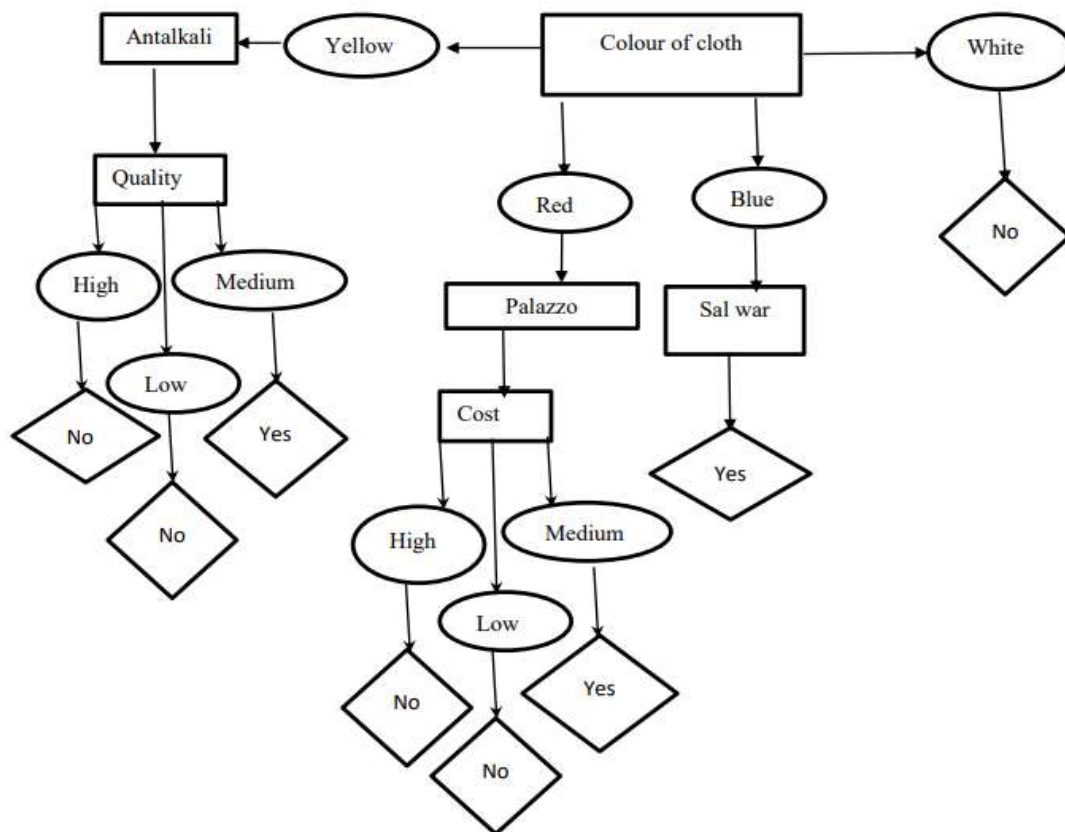 Antalkali
Yellow
Colour of cloth
White
Quality
Red
Blue
No
High
Medium
Palazzo
Sal war
Low
Cost
No
Yes
Yes
No
High
Medium
Low
No
Yes
No